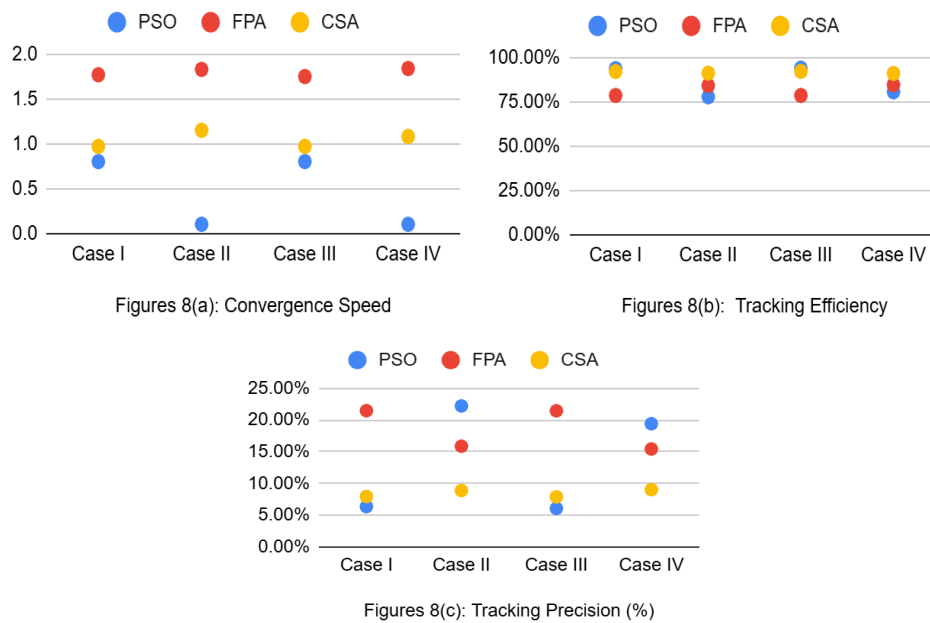 PSO FPA CSA
2.0
1.5
1.0
0.5
0.0
Case I Case II Case III Case IV
Figures 8(a): Convergence Speed
PSO FPA CSA
100.00%
75.00%
50.00%
25.00%
0.00%
Case I Case II Case III Case IV
Figures 8(b): Tracking Efficiency
PSO FPA CSA
25.00%
20.00%
15.00%
10.00%
5.00%
0.00%
Case I Case II Case III Case IV
Figures 8(c): Tracking Precision (%)